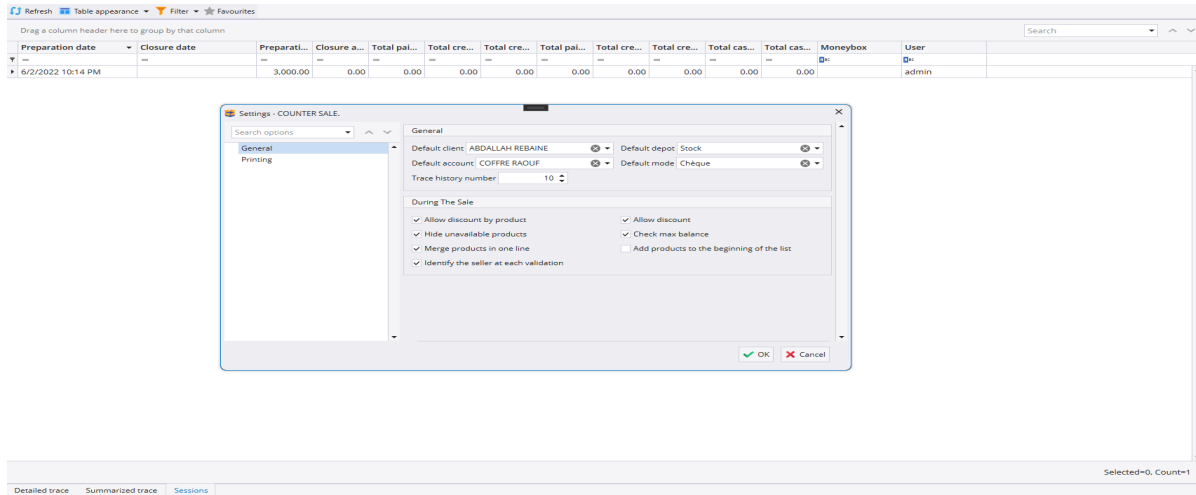 Refresh Table appearance Filter Favourites
Drag a column header here to group by that column Search
Preparation date Closure date Preparati... Closure a... Total pai... Total cre... Total cre... Total pai... Total cre... Total cre... Total cas... Total cas... Moneybox User
6/2/2022 10:14 PM 3,000.00 0.00 0.00 0.00 0.00 0.00 0.00 0.00 0.00 0.00 admin
Settings - COUNTER SALE.
Search options
General
Printing
General
Default client ABDALLAH REBAINE Default depot Stock
Default account COFFRE RAOUF Default mode Chèque
Trace history number 10
During The Sale
Allow discount by product Allow discount
Hide unavailable products Check max balance
Merge products in one line Add products to the beginning of the list
Identify the seller at each validation
OK Cancel
Selected=0, Count=1
Detailed trace Summarized trace Sessions